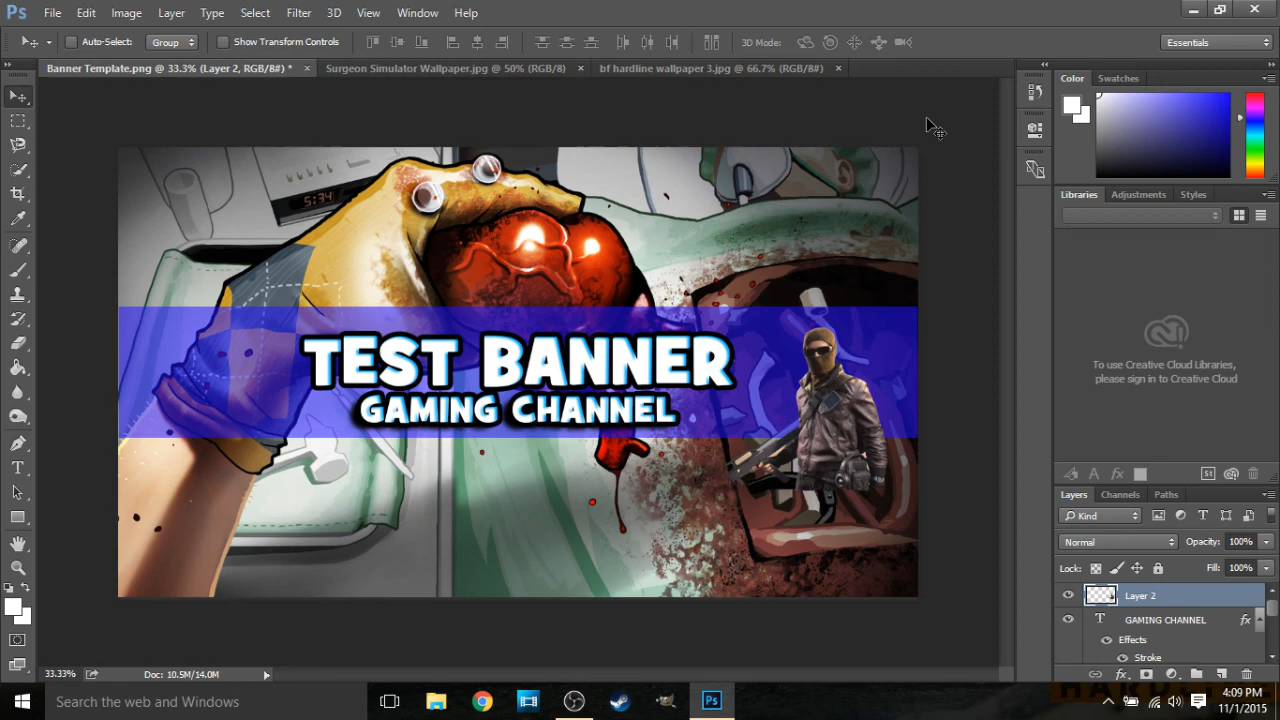 Ps File Edit Image Layer Type Select Filter 3D View Window Help
Auto-Select: Group Show Transform Controls 3D Mode: Essentials
Banner Template.png @ 33.3% (Layer 2, RGB/8#) * × Surgeon Simulator Wallpaper.jpg @ 50% (RGB/8) × bf hardline wallpaper 3.jpg @ 66.7% (RGB/8#) ×
Color Swatches
Libraries Adjustments Styles
5:34
TEST BANNER
GAMING CHANNEL
To use Creative Cloud Libraries,
please sign in to Creative Cloud
Layers Channels Paths
Kind
Normal Opacity: 100%
Lock: Fill: 100%
Layer 2
T GAMING CHANNEL fx
Effects
Stroke
33.33% Doc: 10.5M/14.0M
Search the web and Windows
Ps
4:09 PM
11/1/2015